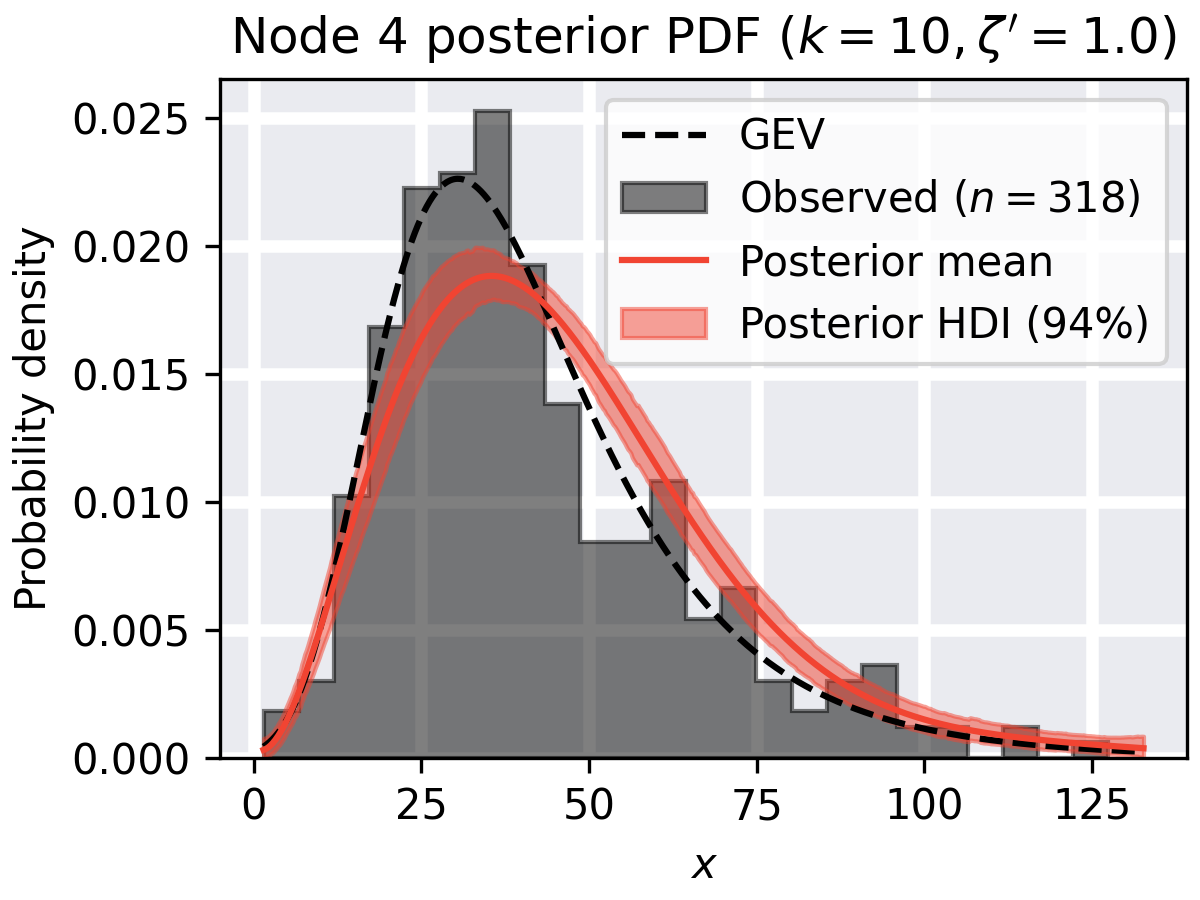 Node 4 posterior PDF (k = 10, ζ′ = 1.0)
GEV
Observed (n = 318)
Posterior mean
Posterior HDI (94%)
Probability density
0.025
0.020
0.015
0.010
0.005
0.000
0 25 50 75 100 125
x